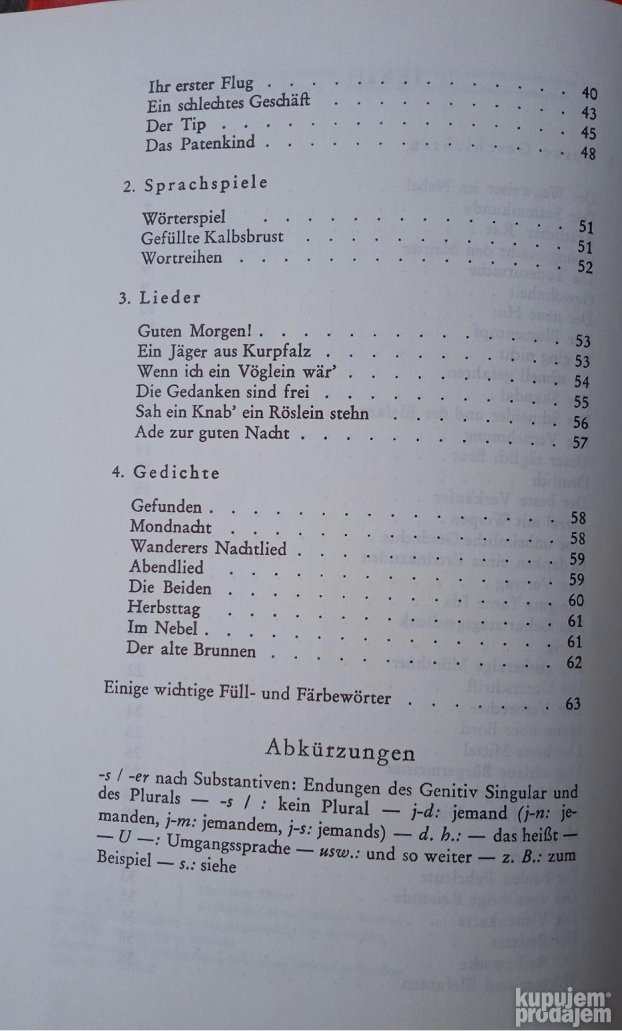 Ihr erster Flug . . . . . . . . . . . . . 40
Ein schlechtes Geschäft . . . . . . . . . . 43
Der Tip . . . . . . . . . . . . . . . 45
Das Patenkind . . . . . . . . . . . . . 48
2. Sprachspiele
Wörterspiel . . . . . . . . . . . . . 51
Gefüllte Kalbsbrust . . . . . . . . . . . 51
Wortreihen . . . . . . . . . . . . . . 52
3. Lieder
Guten Morgen! . . . . . . . . . . . . . 53
Ein Jäger aus Kurpfalz . . . . . . . . . . 53
Wenn ich ein Vöglein wär' . . . . . . . . . 54
Die Gedanken sind frei . . . . . . . . . . 55
Sah ein Knab' ein Röslein stehn . . . . . . . 56
Ade zur guten Nacht . . . . . . . . . . . 57
4. Gedichte
Gefunden . . . . . . . . . . . . . . . 58
Mondnacht . . . . . . . . . . . . . . 58
Wanderers Nachtlied . . . . . . . . . . . 59
Abendlied . . . . . . . . . . . . . . 59
Die Beiden . . . . . . . . . . . . . . 60
Herbsttag . . . . . . . . . . . . . . 61
Im Nebel . . . . . . . . . . . . . . . 61
Der alte Brunnen . . . . . . . . . . . . 62
Einige wichtige Füll- und Färbewörter . . . . . . . 63
Abkürzungen
-s / -er nach Substantiven: Endungen des Genitiv Singular und
des Plurals — -s / : kein Plural — j-d: jemand (j-n: je-
manden, j-m: jemandem, j-s: jemands) — d. h.: — das heißt —
— U —: Umgangssprache — usw.: und so weiter — z. B.: zum
Beispiel — s.: siehe
kupujem
prodajem